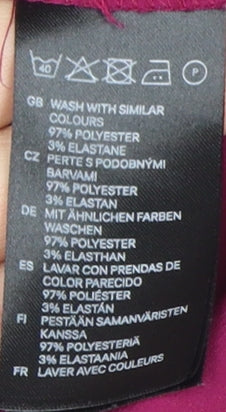 40 P
GB WASH WITH SIMILAR
COLOURS
97% POLYESTER
3% ELASTANE
CZ PERTE S PODOBNÝMI
BARVAMI
97% POLYESTER
3% ELASTAN
DE MIT ÄHNLICHEN FARBEN
WASCHEN
97% POLYESTER
3% ELASTHAN
ES LAVAR CON PRENDAS DE
COLOR PARECIDO
97% POLIÉSTER
3% ELASTÁN
FI PESTÄÄN SAMANVÄRISTEN
KANSSA
97% POLYESTERIÄ
3% ELASTAANIA
FR LAVER AVEC COULEURS